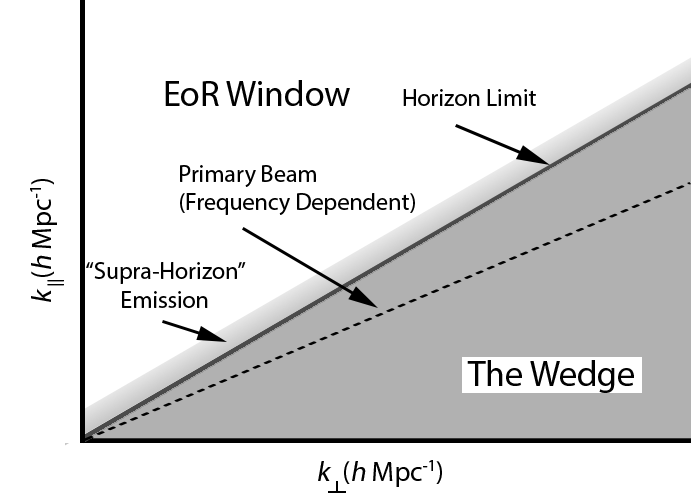 EoR Window
Horizon Limit
Primary Beam
(Frequency Dependent)
“Supra-Horizon”
Emission
The Wedge
k∥(h Mpc⁻¹)
k⊥(h Mpc⁻¹)